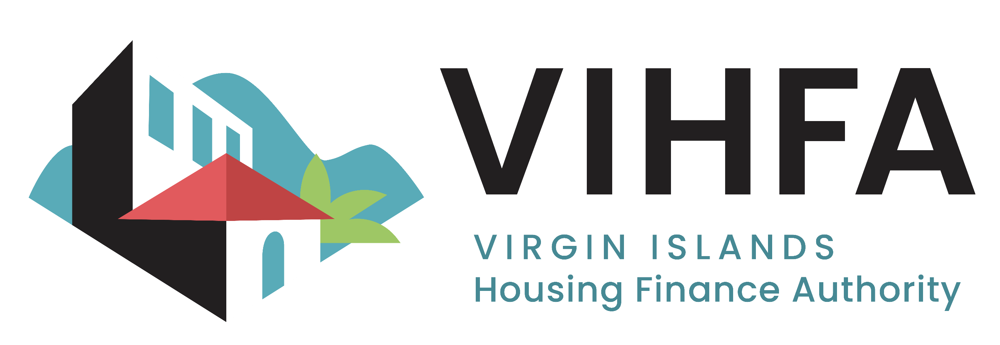 VIHFA
VIRGIN ISLANDS
Housing Finance Authority